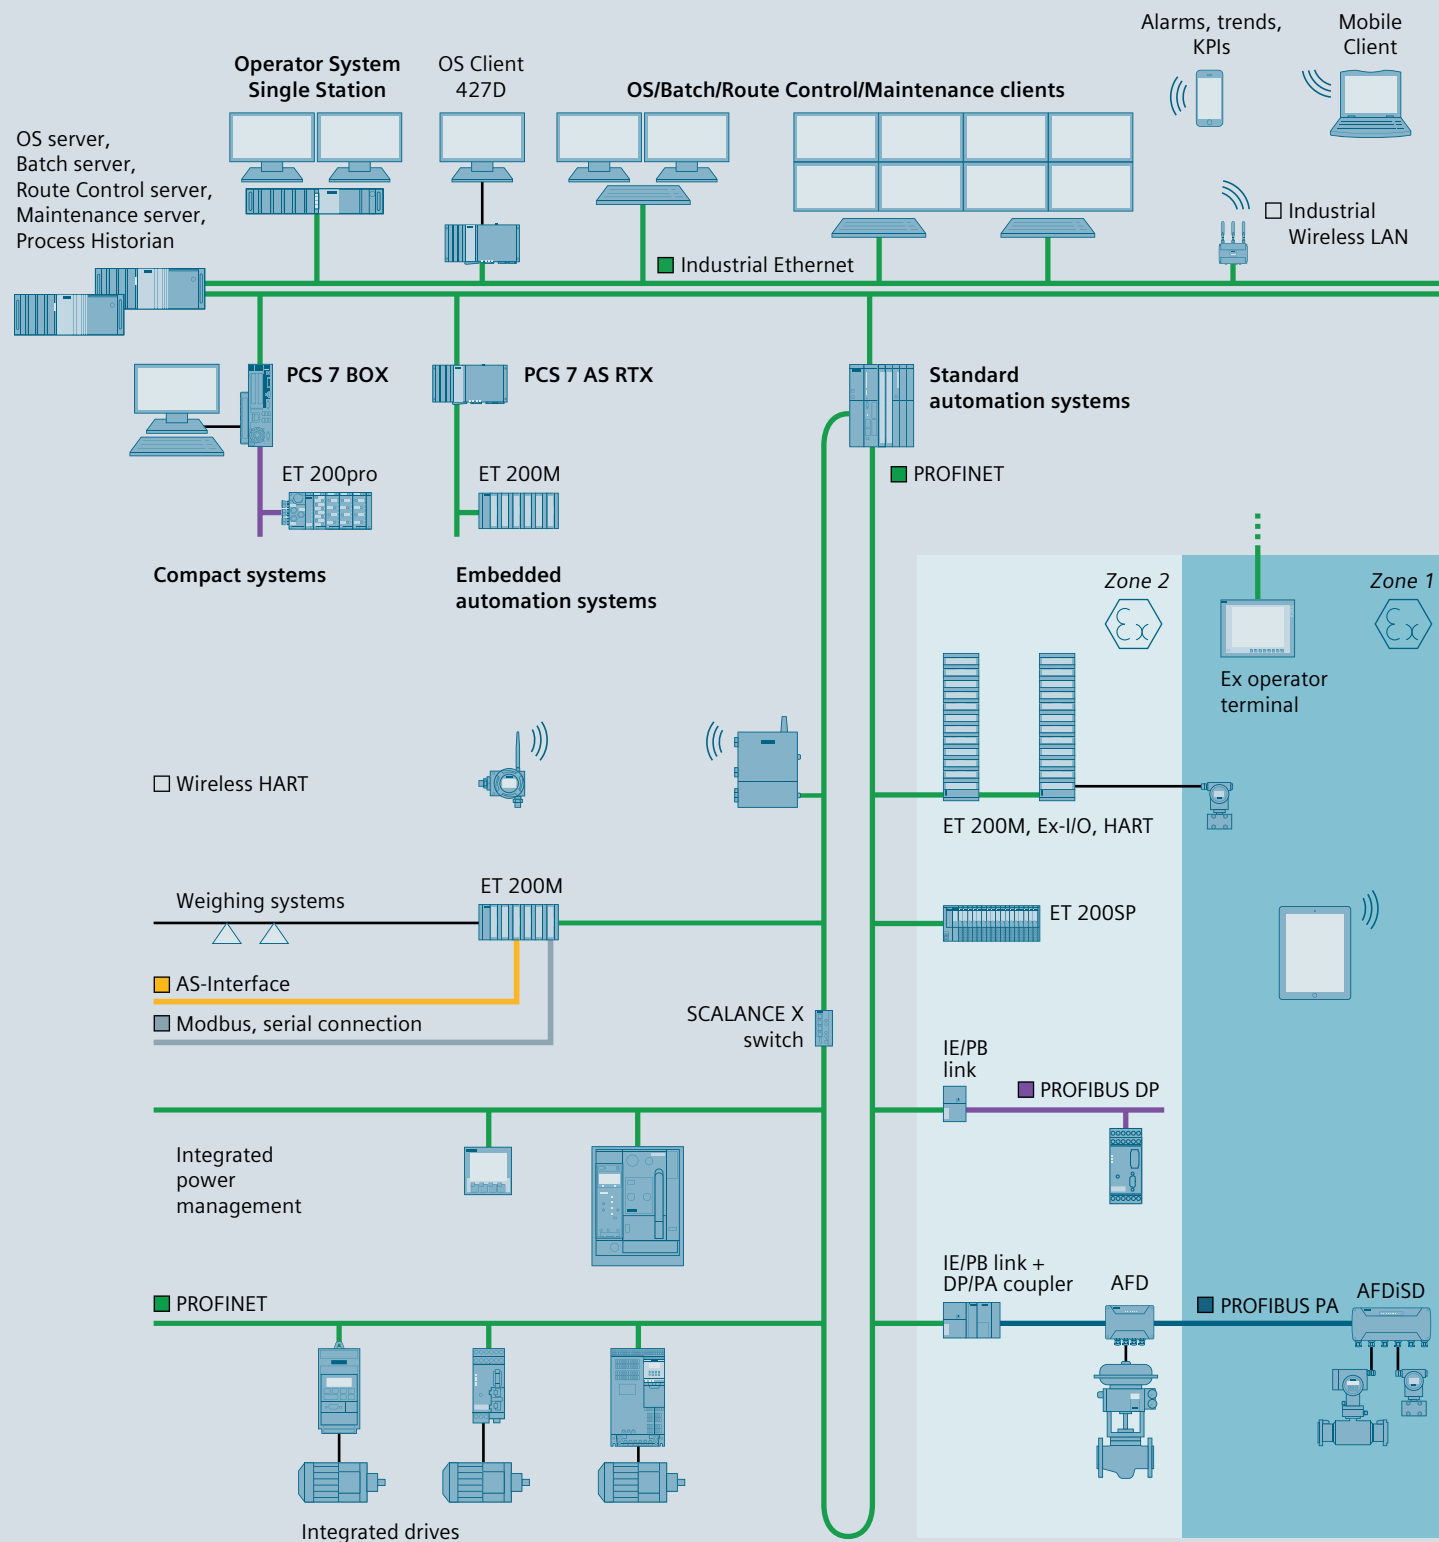 Alarms, trends,
KPIs
Mobile
Client
Operator System
Single Station
OS Client
427D
OS/Batch/Route Control/Maintenance clients
OS server,
Batch server,
Route Control server,
Maintenance server,
Process Historian
Industrial
Wireless LAN
Industrial Ethernet
PCS 7 BOX
PCS 7 AS RTX
Standard
automation systems
ET 200pro
ET 200M
PROFINET
Compact systems
Embedded
automation systems
Zone 2
Ex
Zone 1
Ex
Ex operator
terminal
Wireless HART
ET 200M, Ex-I/O, HART
Weighing systems
ET 200M
ET 200SP
AS-Interface
Modbus, serial connection
SCALANCE X
switch
IE/PB
link
PROFIBUS DP
Integrated
power
management
IE/PB link +
DP/PA coupler
AFD
PROFIBUS PA
AFDiSD
PROFINET
Integrated drives